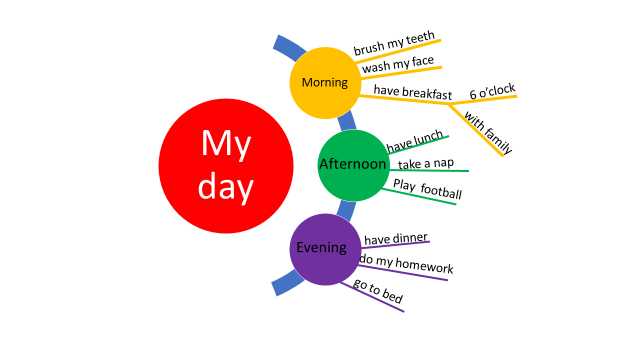 My
day
Morning
brush my teeth
wash my face
have breakfast
6 o'clock
with family
Afternoon
have lunch
take a nap
Play football
Evening
have dinner
do my homework
go to bed